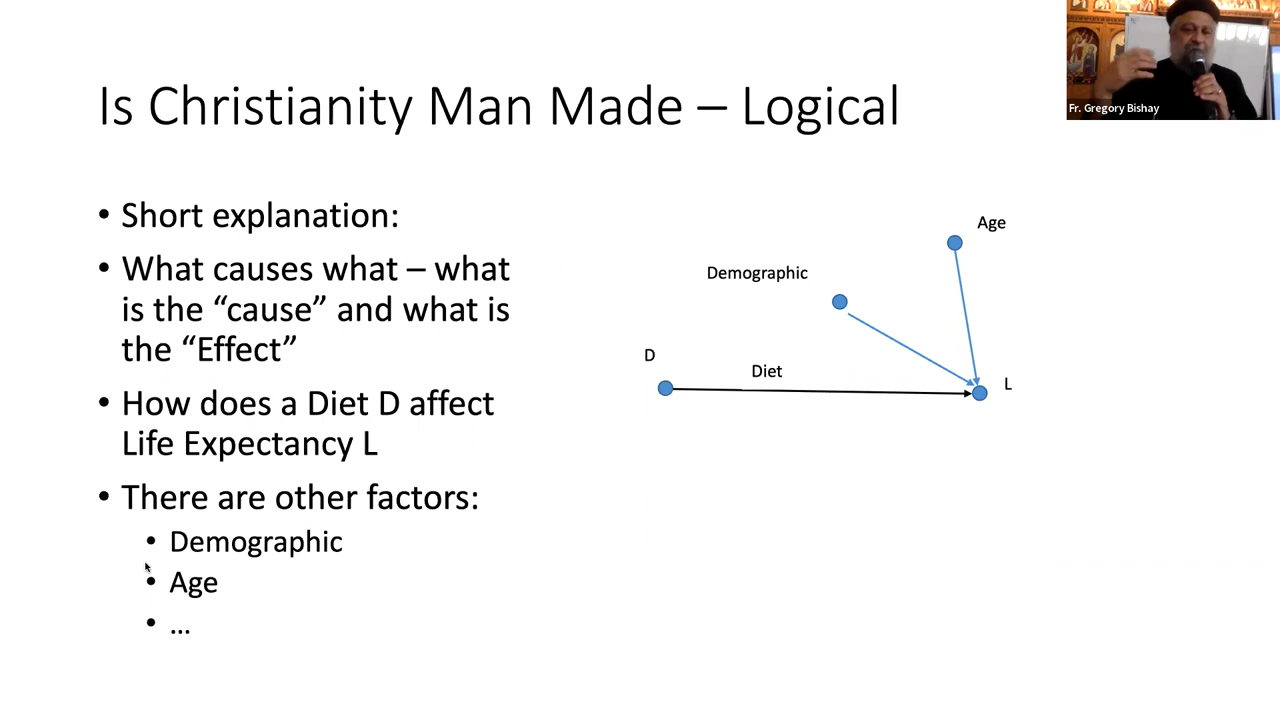 Is Christianity Man Made – Logical
Fr. Gregory Bishay
• Short explanation:
• What causes what – what
is the “cause” and what is
the “Effect”
• How does a Diet D affect
Life Expectancy L
• There are other factors:
• Demographic
• Age
• ...
Age
Demographic
D
Diet
L